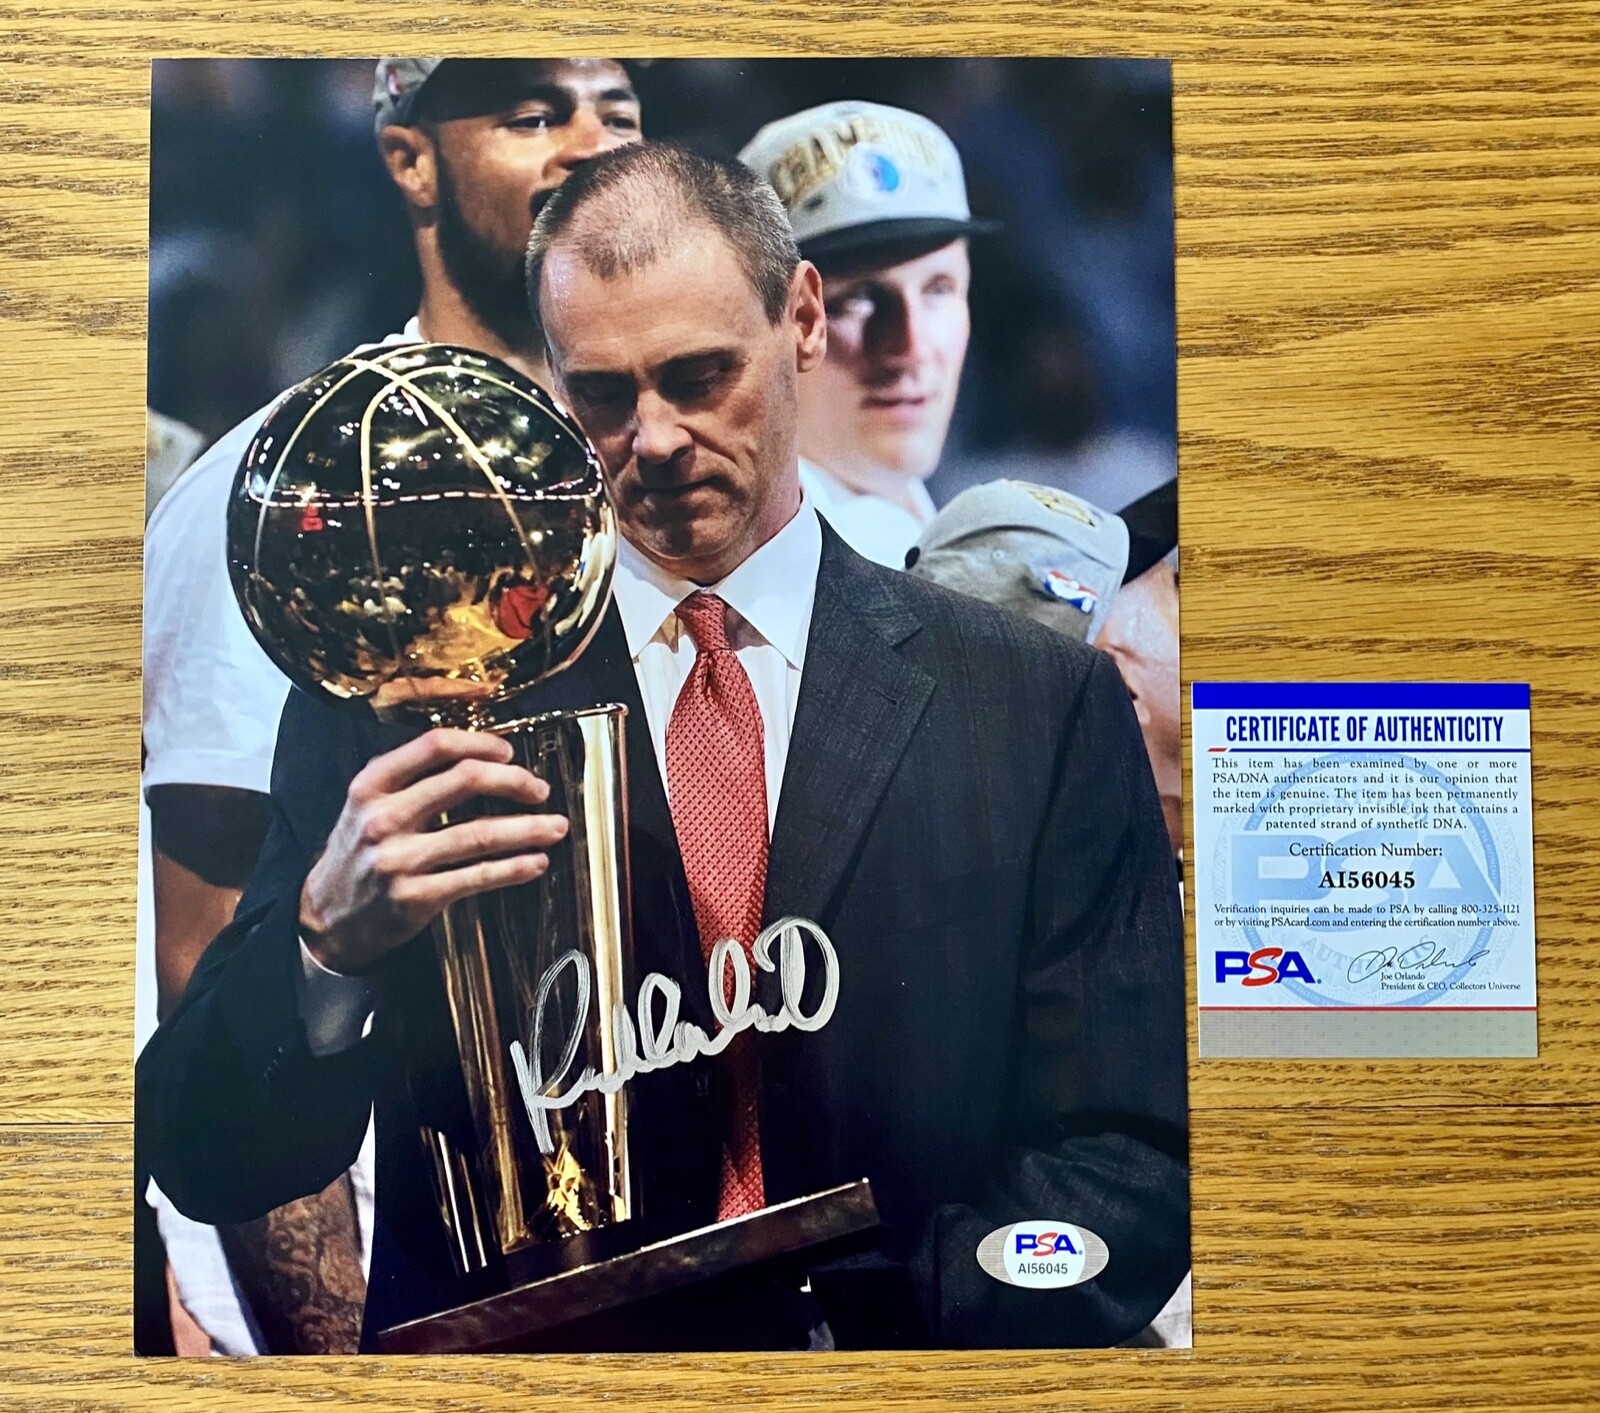 CHAMPIONS
CERTIFICATE OF AUTHENTICITY
This item has been examined by one or more
PSA/DNA authenticators and it is our opinion that
the item is genuine. The item has been permanently
marked with proprietary invisible ink that contains a
patented strand of synthetic DNA.
Certification Number:
AI56045
Verification inquiries can be made to PSA by calling 800-325-1121
or by visiting PSAcard.com and entering the certification number above.
PSA.
Joe Orlando
President & CEO, Collectors Universe
PSA.
AI56045